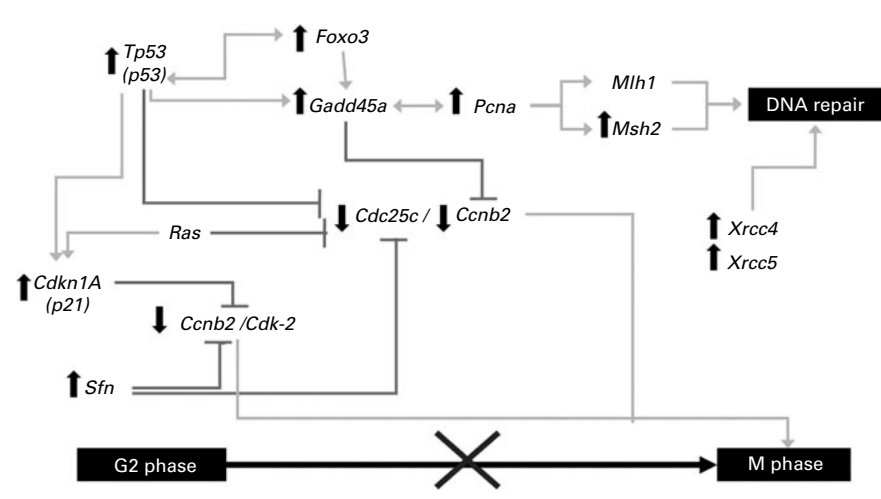 Tp53
(p53)
Foxo3
Gadd45a
Pcna
Mlh1
Msh2
DNA repair
Cdc25c / Ccnb2
Xrcc4
Xrcc5
Ras
Cdkn1A
(p21)
Ccnb2 /Cdk-2
Sfn
G2 phase
M phase